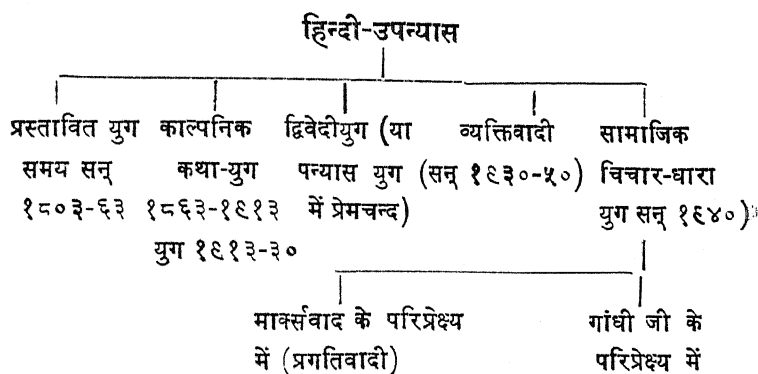 हिन्दी-उपन्यास
प्रस्तावित युग काल्पनिक द्विवेदीयुग (या व्यक्तिवादी सामाजिक
समय सन् कथा-युग पन्यास युग (सन् १९३०-५०) विचार-धारा
१८०३-६३ १८६३-१९१३ में प्रेमचन्द) युग सन् १९४०)
युग १९१३-३०
मार्क्सवाद के परिप्रेक्ष्य गांधी जी के
में (प्रगतिवादी) परिप्रेक्ष्य में